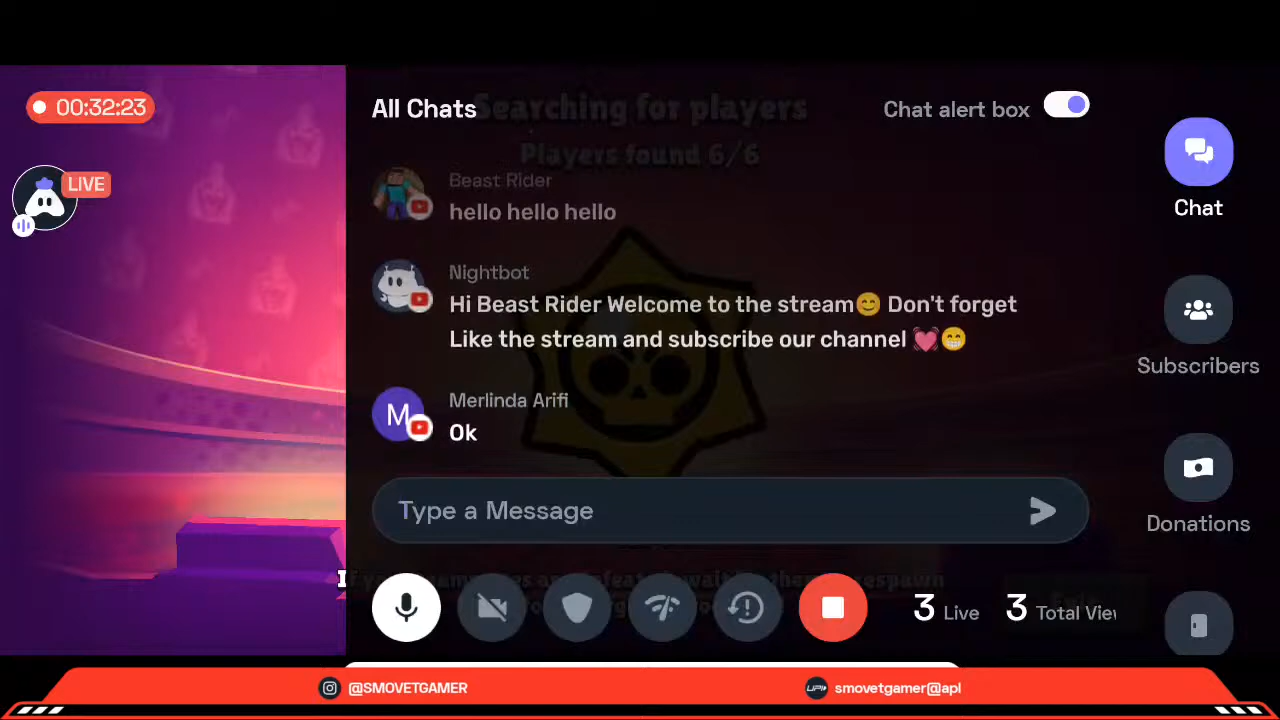 00:32:23
All Chats
Searching for players
Chat alert box
Players found 6/6
LIVE
Beast Rider
hello hello hello
Chat
Nightbot
Hi Beast Rider Welcome to the stream😊 Don't forget
Like the stream and subscribe our channel 💓😁
Subscribers
Merlinda Arifi
M
Ok
Type a Message
Donations
3 Live
3 Total Vie
@SMOVETGAMER
UPI
smovetgamer@apl